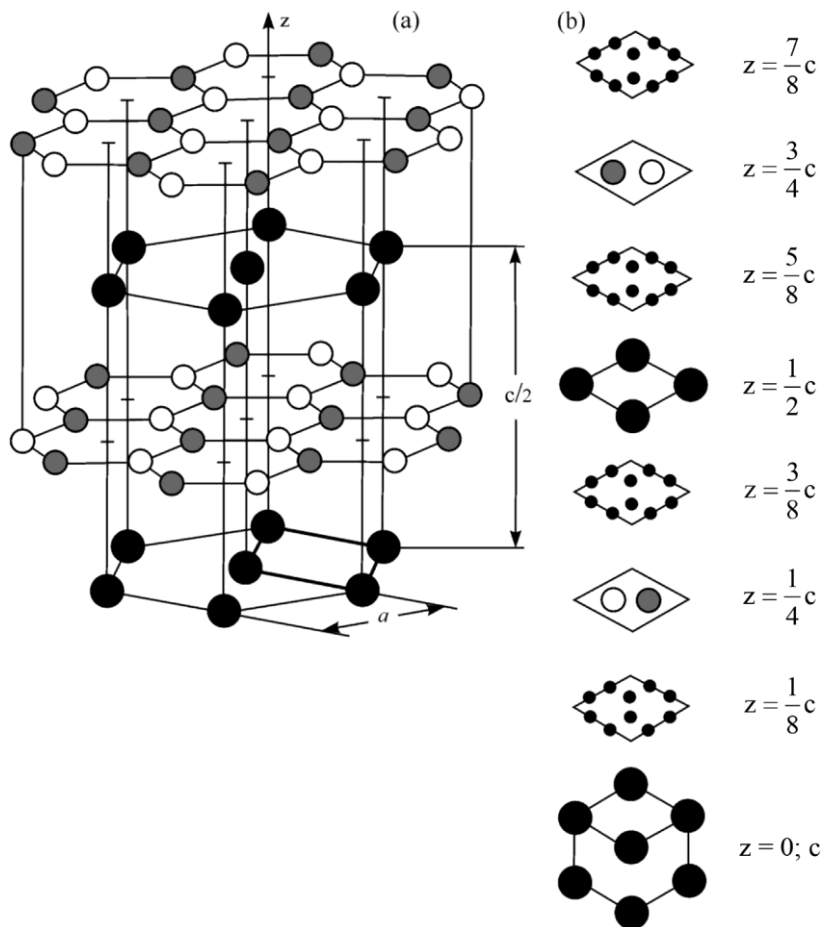 z
(a)
c/2
a
(b)
z = 7/8 c
z = 3/4 c
z = 5/8 c
z = 1/2 c
z = 3/8 c
z = 1/4 c
z = 1/8 c
z = 0; c